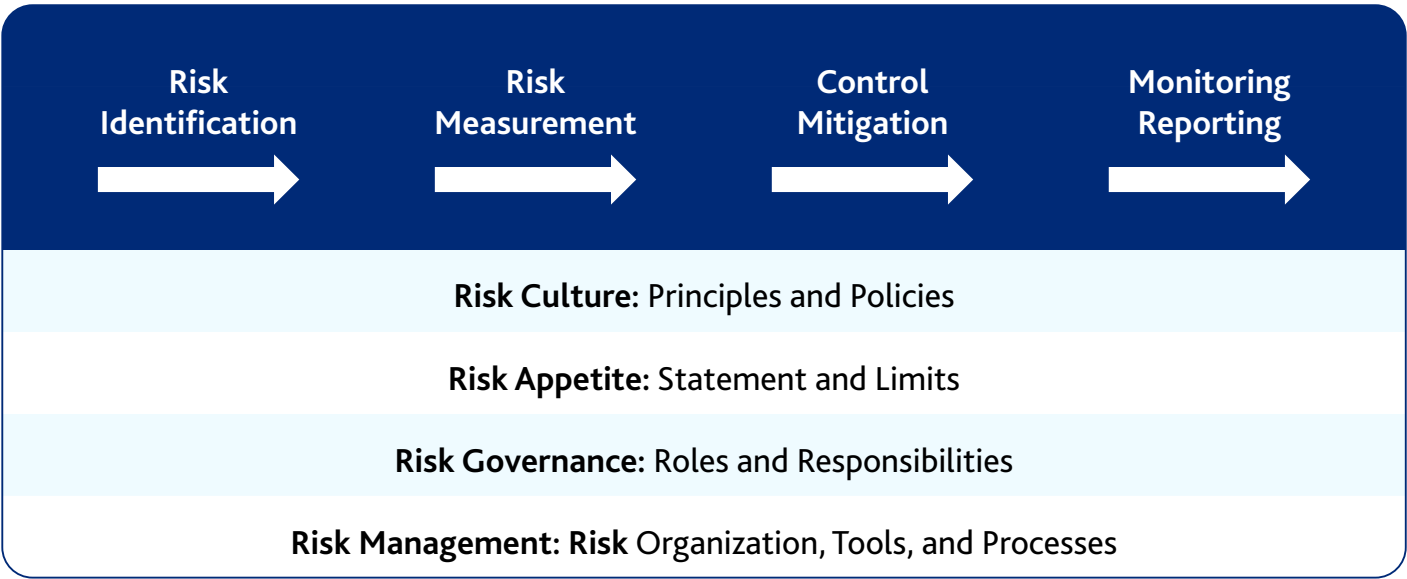 Risk
Identification
Risk
Measurement
Control
Mitigation
Monitoring
Reporting
Risk Culture: Principles and Policies
Risk Appetite: Statement and Limits
Risk Governance: Roles and Responsibilities
Risk Management: Risk Organization, Tools, and Processes